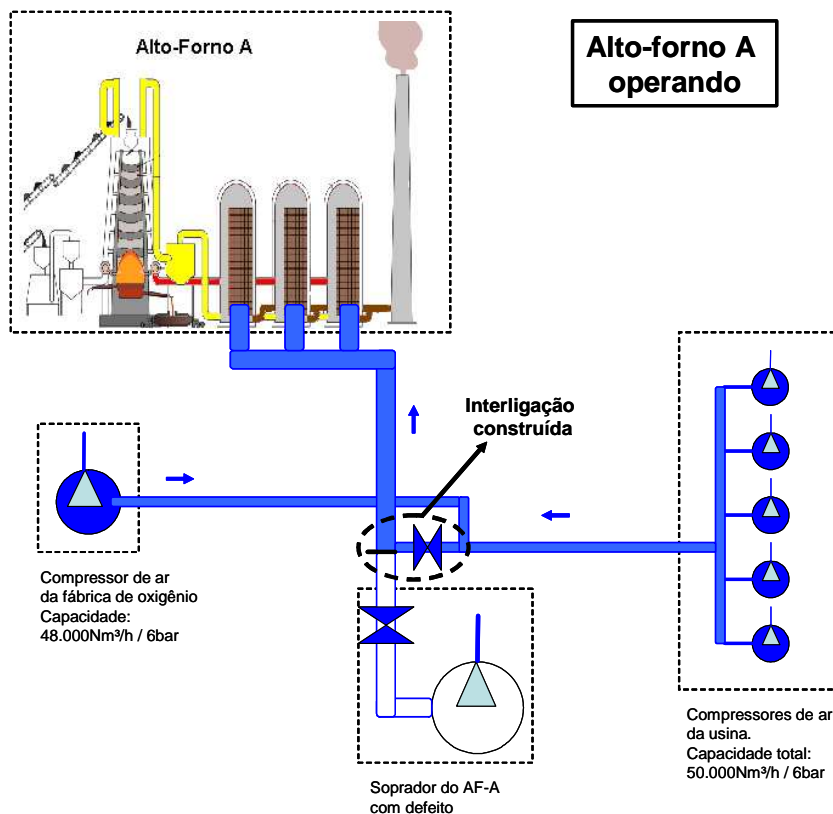 Alto-Forno A
Alto-forno A
operando
Interligação
construída
Compressor de ar
da fábrica de oxigênio
Capacidade:
48.000Nm³/h / 6bar
Compressores de ar
da usina.
Capacidade total:
50.000Nm³/h / 6bar
Soprador do AF-A
com defeito